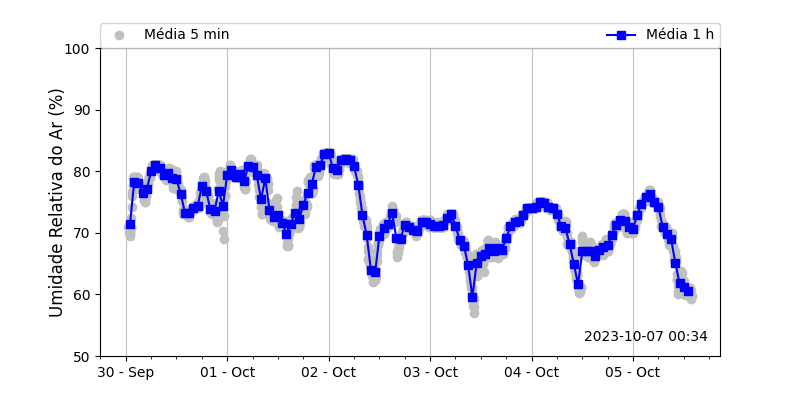 Média 5 min
Média 1 h
Umidade Relativa do Ar (%)
100
90
80
70
60
50
2023-10-07 00:34
30 - Sep
01 - Oct
02 - Oct
03 - Oct
04 - Oct
05 - Oct